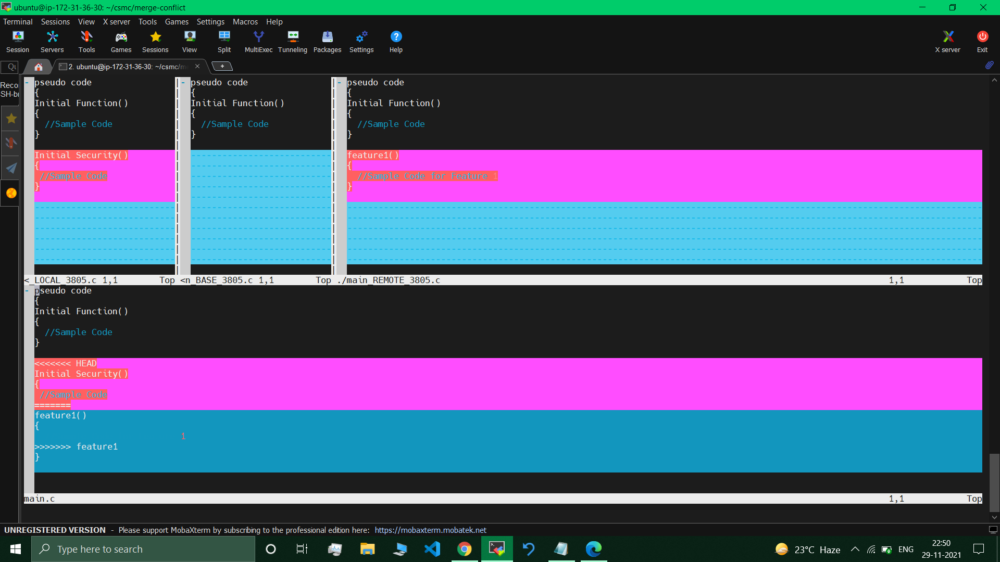 ubuntu@ip-172-31-36-30: ~/csmc/merge-conflict
Terminal Sessions View X server Tools Games Settings Macros Help
Session Servers Tools Games Sessions View Split MultiExec Tunneling Packages Settings Help X server Exit
2. ubuntu@ip-172-31-36-30: ~/csmc/m
Reco
SH-b
- pseudo code
{
Initial Function()
{
//Sample Code
}
Initial Security()
{
//Sample Code
}
- pseudo code
{
Initial Function()
{
//Sample Code
}
- pseudo code
{
Initial Function()
{
//Sample Code
}
feature1()
{
//Sample Code for Feature 1
}
<_LOCAL_3805.c 1,1 Top <n_BASE_3805.c 1,1 Top ./main_REMOTE_3805.c 1,1 Top
- pseudo code
{
Initial Function()
{
//Sample Code
}
<<<<<<< HEAD
Initial Security()
{
//Sample Code
=======
feature1()
{
1
>>>>>>> feature1
}
main.c 1,1 Top
UNREGISTERED VERSION - Please support MobaXterm by subscribing to the professional edition here: https://mobaxterm.mobatek.net
Type here to search
23°C Haze
ENG
22:50
29-11-2021